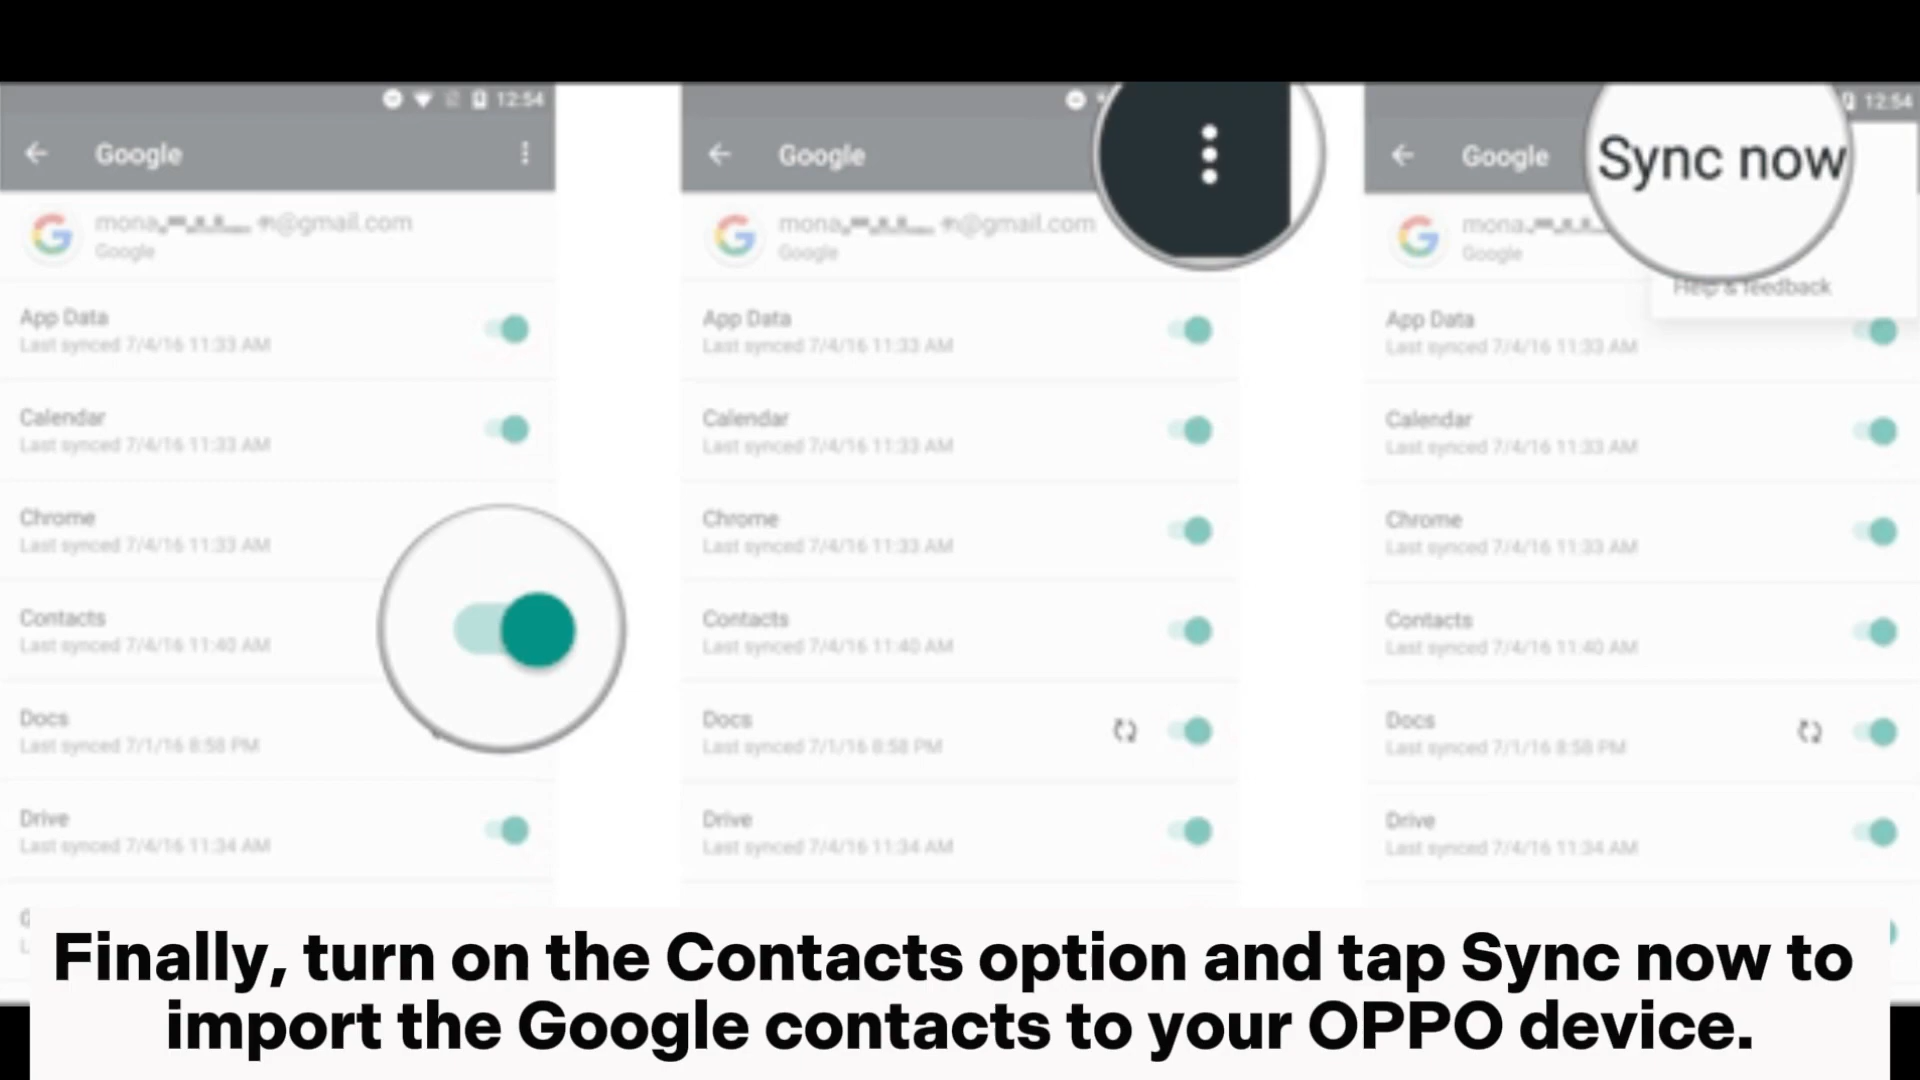 12:54
Google
Google
App Data
Last synced 7/4/16 11:33 AM
Calendar
Last synced 7/4/16 11:33 AM
Chrome
Last synced 7/4/16 11:33 AM
Contacts
Last synced 7/4/16 11:40 AM
Docs
Last synced 7/1/16 8:58 PM
Drive
Last synced 7/4/16 11:34 AM
Google
@gmail.com
Google
App Data
Last synced 7/4/16 11:33 AM
Calendar
Last synced 7/4/16 11:33 AM
Chrome
Last synced 7/4/16 11:33 AM
Contacts
Last synced 7/4/16 11:40 AM
Docs
Last synced 7/1/16 8:58 PM
Drive
Last synced 7/4/16 11:34 AM
12:54
Google
Sync now
Google
Help & feedback
App Data
Last synced 7/4/16 11:33 AM
Calendar
Last synced 7/4/16 11:33 AM
Chrome
Last synced 7/4/16 11:33 AM
Contacts
Last synced 7/4/16 11:40 AM
Docs
Last synced 7/1/16 8:58 PM
Drive
Last synced 7/4/16 11:34 AM
Finally, turn on the Contacts option and tap Sync now to
import the Google contacts to your OPPO device.